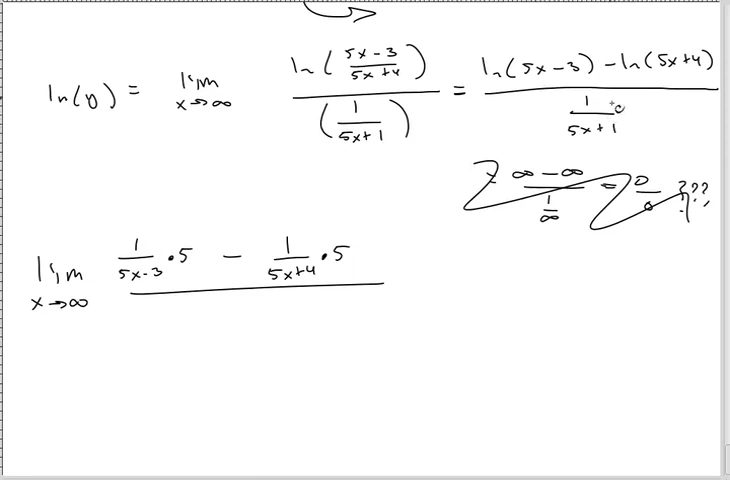 ln(y) = lim x→∞ ln((5x-3)/(5x+4)) / (1/(5x+1)) = ln(5x-3) - ln(5x+4) / (1/(5x+1))
= ∞-∞ / (1/∞) = 0/0 ???
lim x→∞ 1/(5x-3) · 5 - 1/(5x+4) · 5